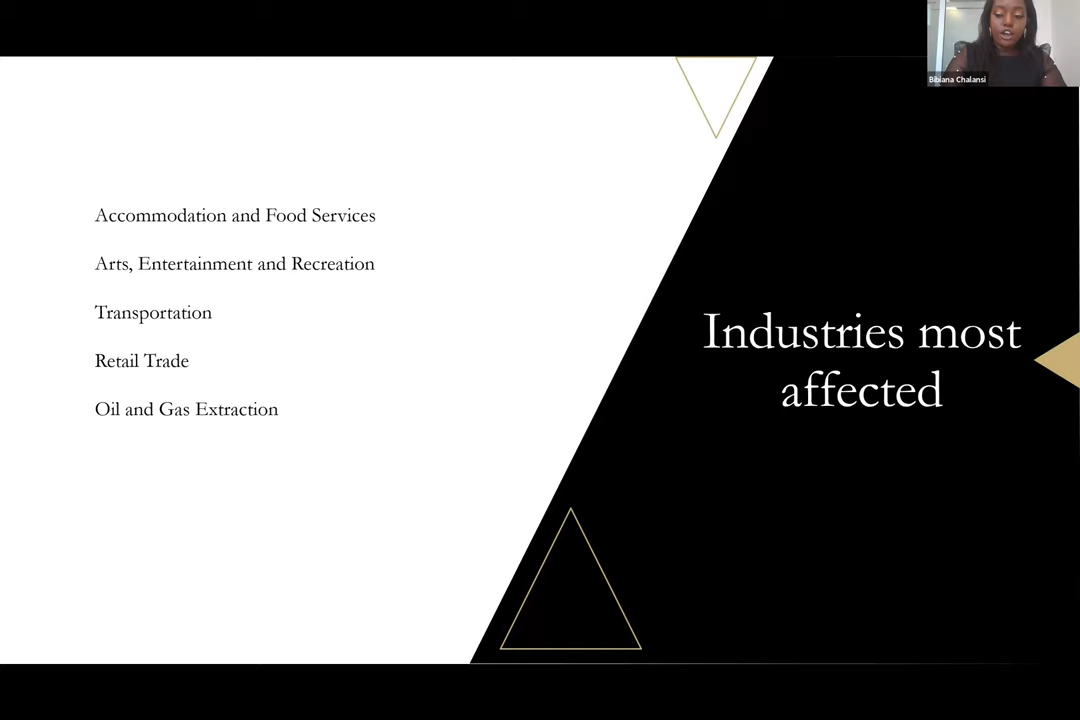 Bibiana Chalansi
Accommodation and Food Services
Arts, Entertainment and Recreation
Transportation
Retail Trade
Oil and Gas Extraction
Industries most
affected